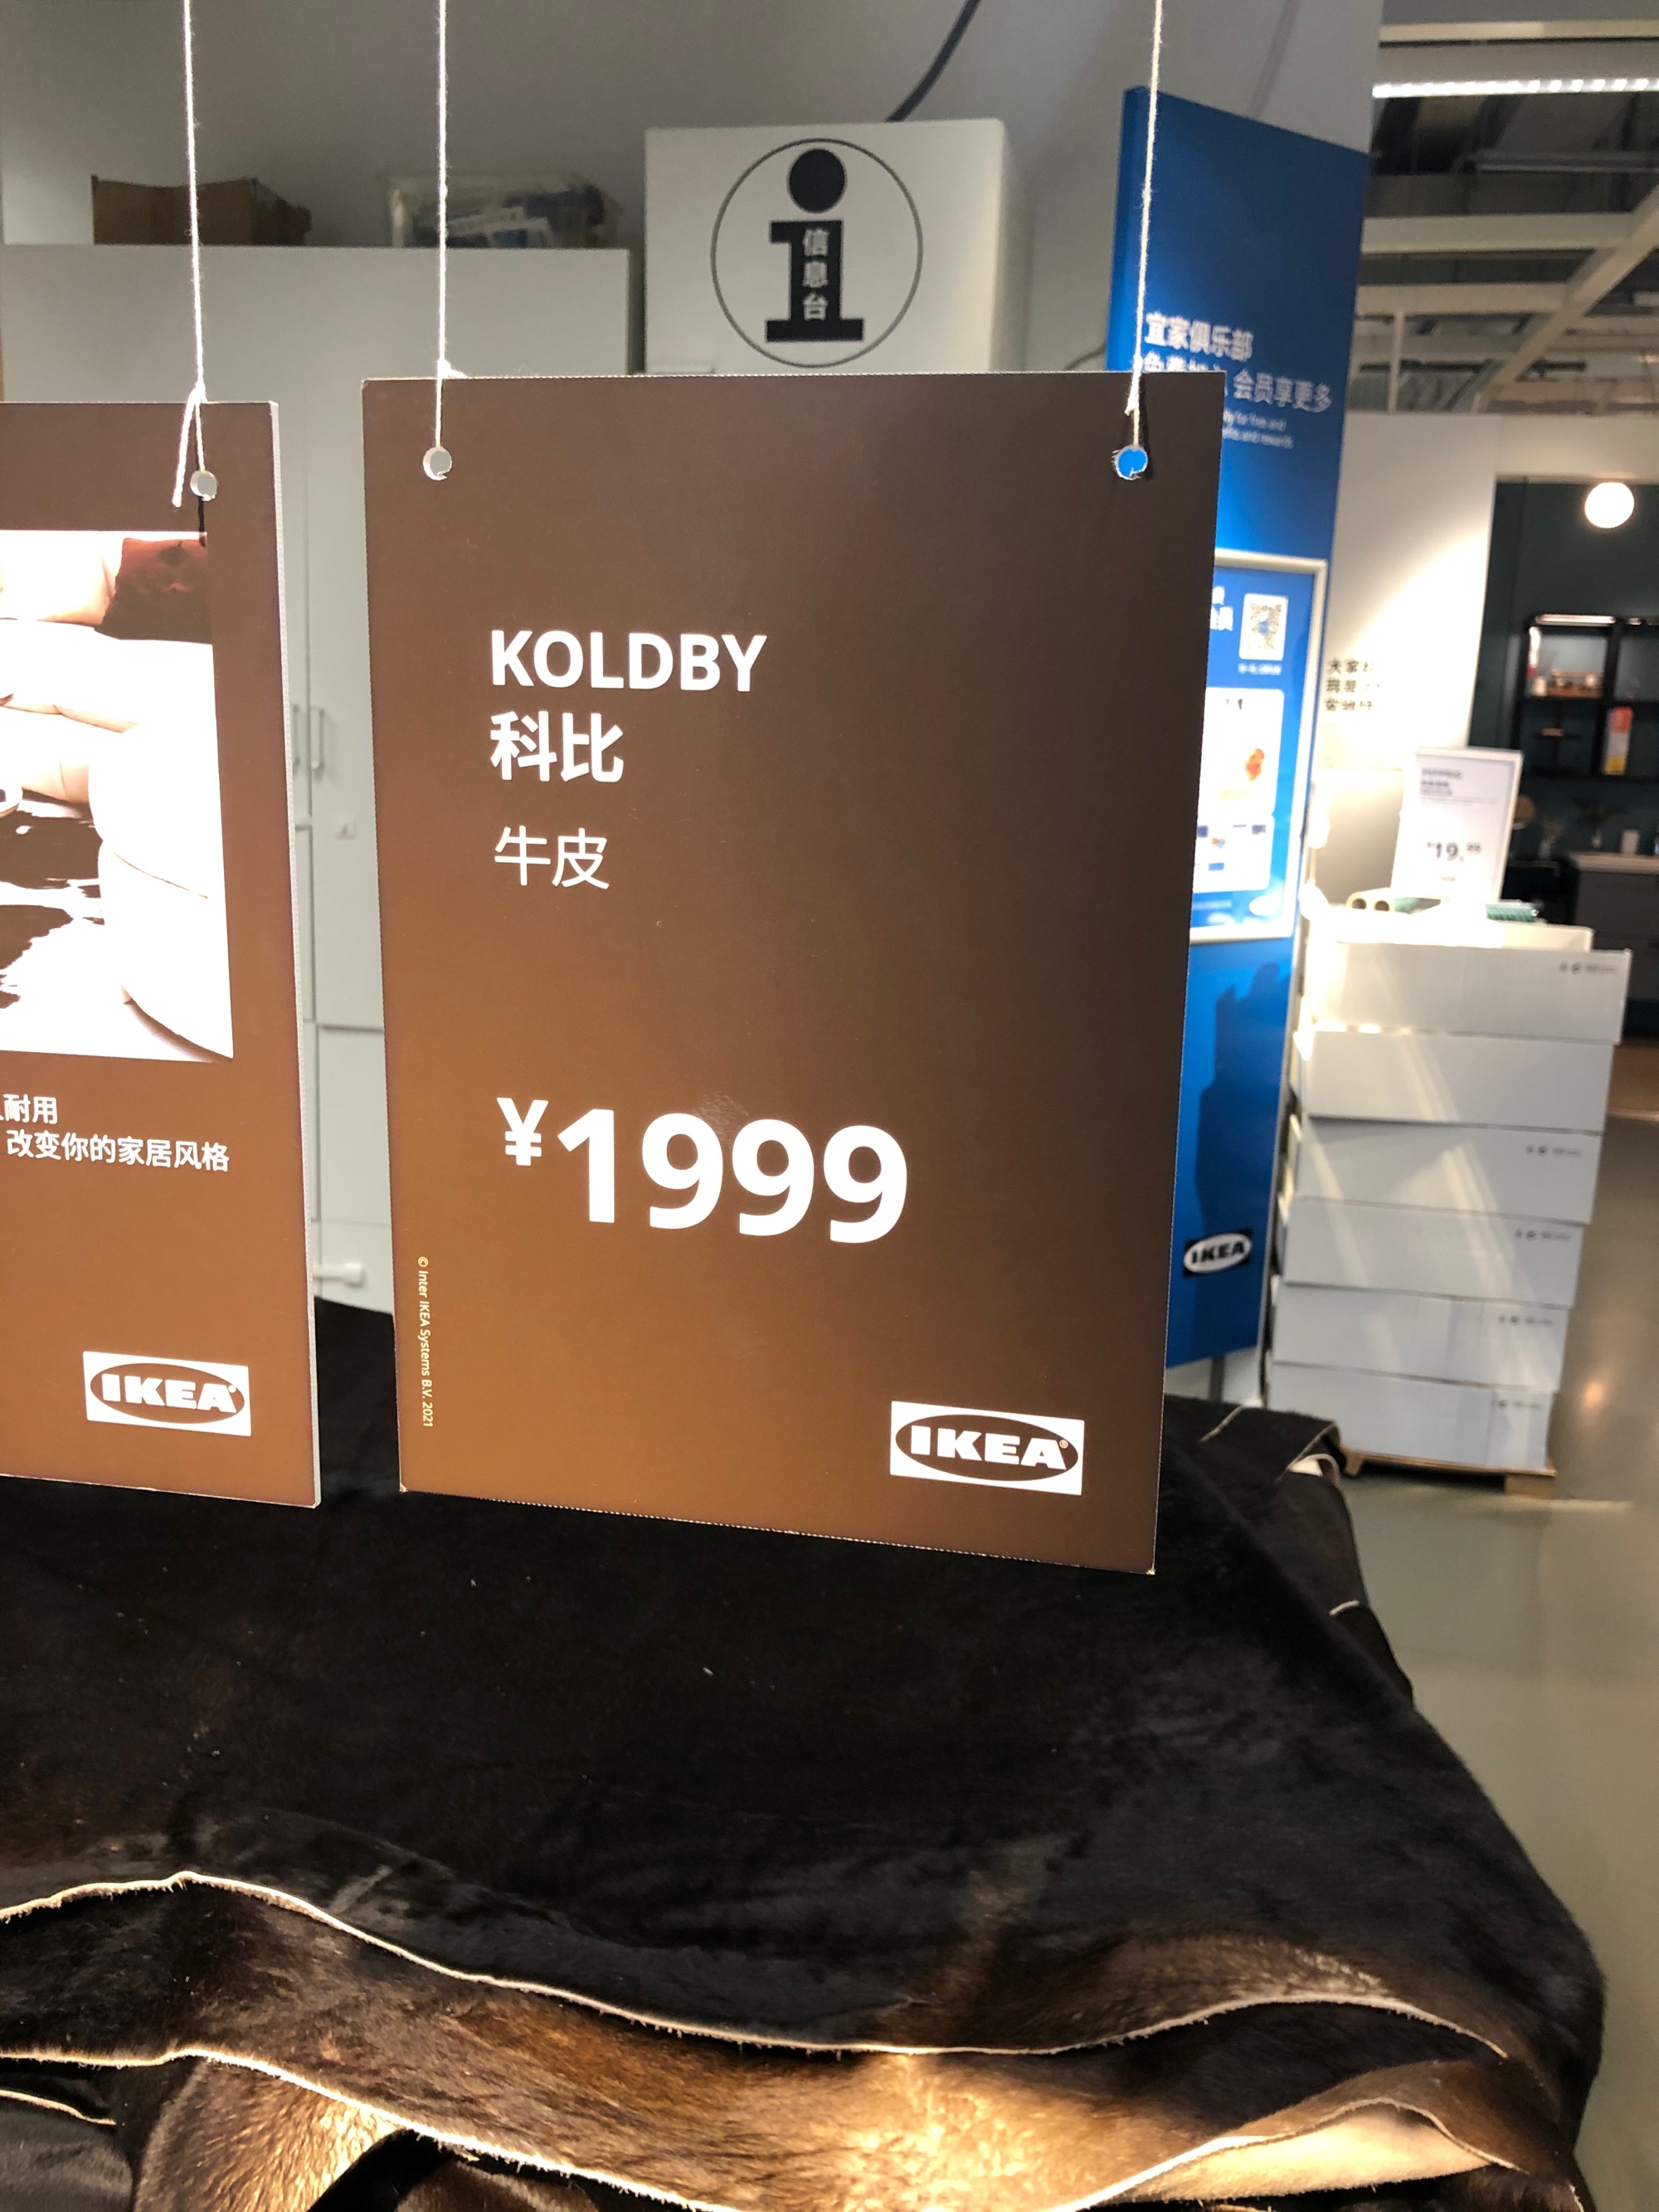 信
息
台
宜家俱乐部
会员享更多
KOLDBY
科比
牛皮
¥1999
© Inter IKEA Systems B.V. 2021
IKEA
耐用
改变你的家居风格
IKEA
IKEA
19